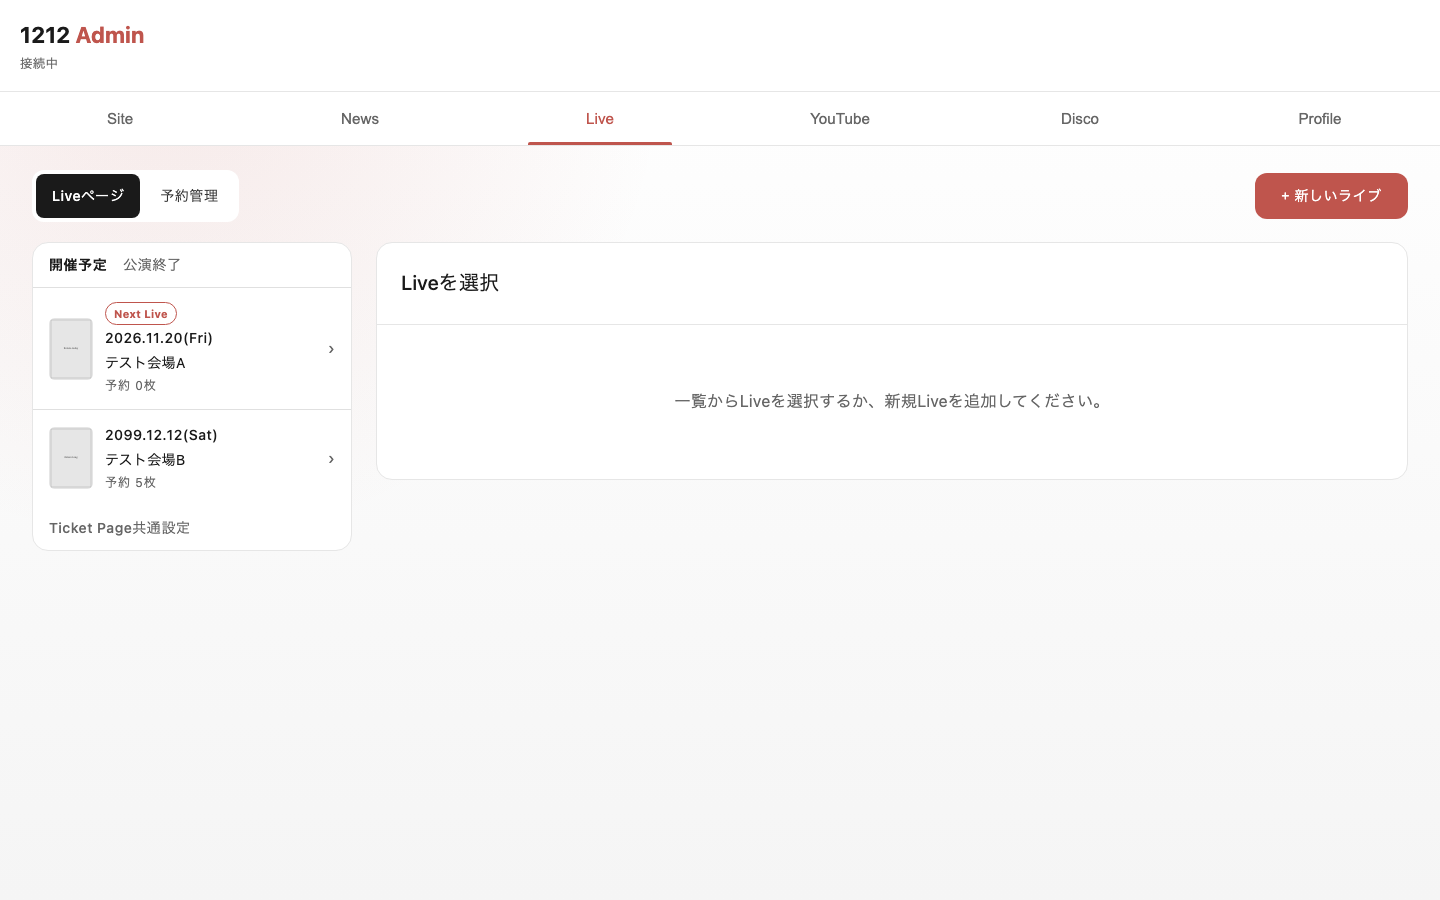 1212 Admin
接続中
Site
News
Live
YouTube
Disco
Profile
Liveページ
予約管理
+ 新しいライブ
開催予定
公演終了
Next Live
2026.11.20(Fri)
テスト会場A
予約 0枚
›
2099.12.12(Sat)
テスト会場B
予約 5枚
›
Ticket Page共通設定
Liveを選択
一覧からLiveを選択するか、新規Liveを追加してください。